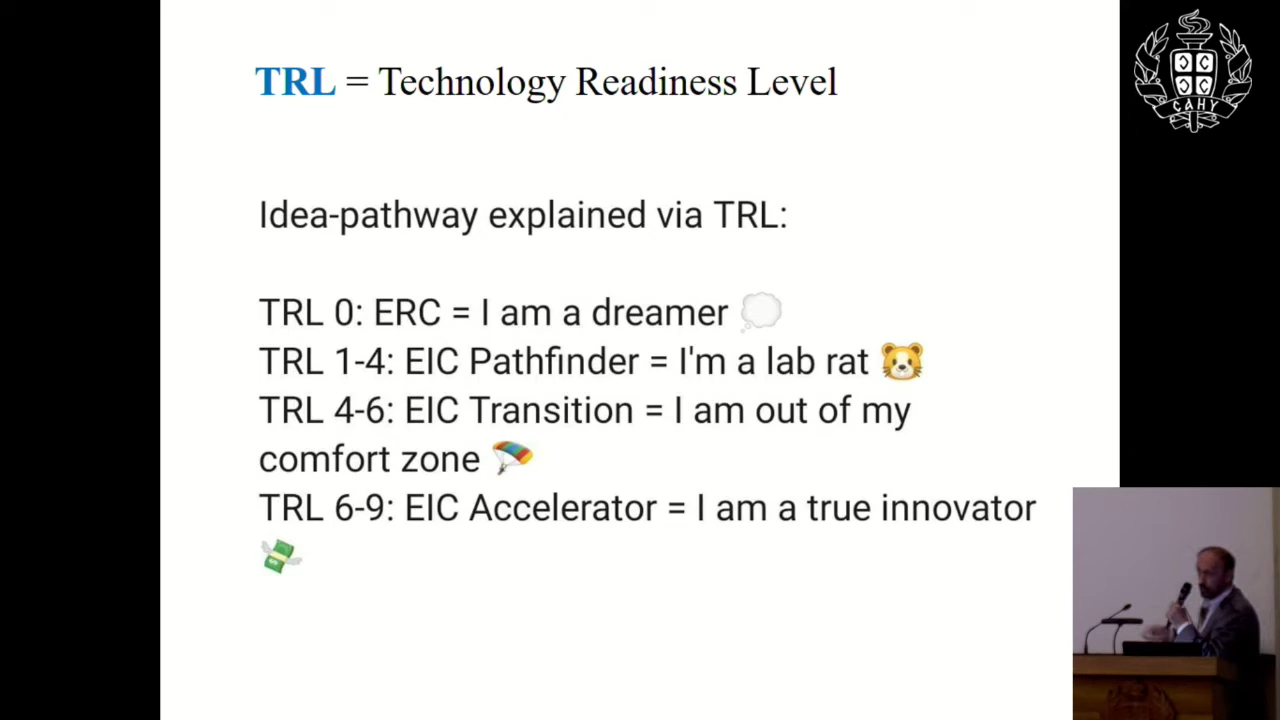 TRL = Technology Readiness Level
Idea-pathway explained via TRL:
TRL 0: ERC = I am a dreamer 💭
TRL 1-4: EIC Pathfinder = I'm a lab rat 🐹
TRL 4-6: EIC Transition = I am out of my
comfort zone 🪂
TRL 6-9: EIC Accelerator = I am a true innovator
💸
САНУ